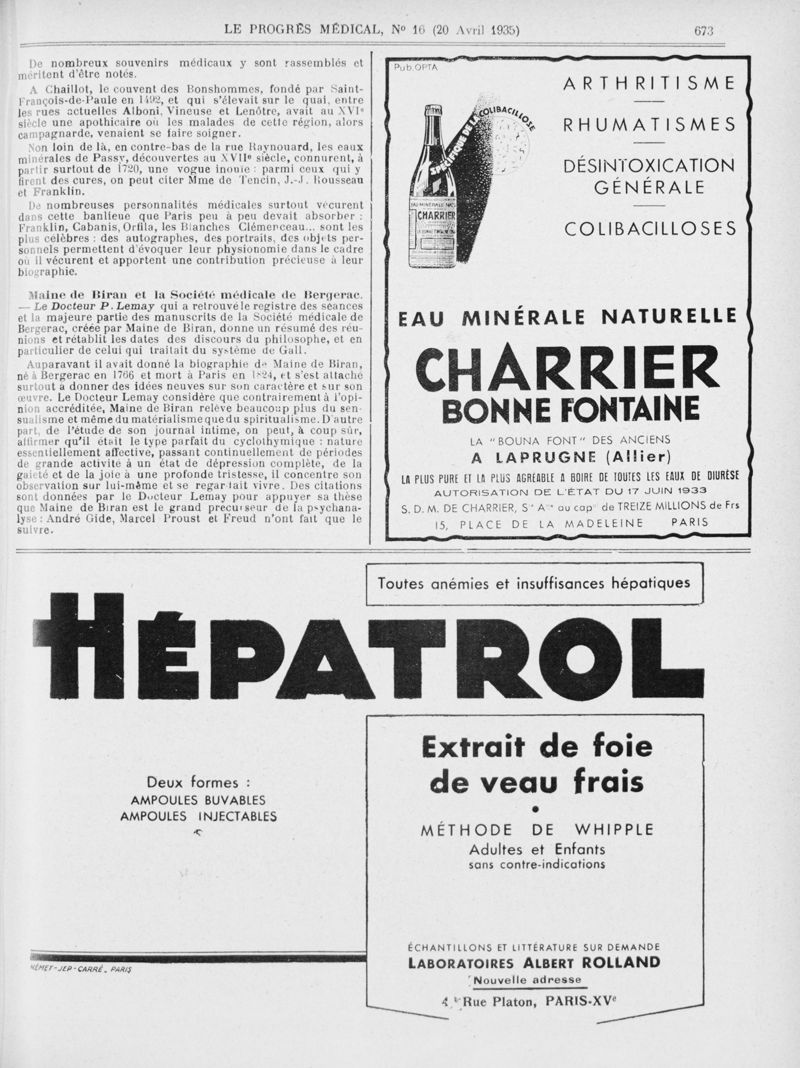 LE PROGRÈS MÉDICAL, No 16 (20 Avril 1935)
673
De nombreux souvenirs médicaux y sont rassemblés et
méritent d'être notés.
A Chaillot, le couvent des Bonshommes, fondé par Saint-
François-de-Paule en 1492, et qui s'élevait sur le quai, entre
les rues actuelles Alboni, Vineuse et Lenôtre, avait au XVIe
siècle une apothicaire où les malades de cette région, alors
campagnarde, venaient se faire soigner.
Non loin de là, en contre-bas de la rue Raynouard, les eaux
minérales de Passy, découvertes au XVIIe siècle, connurent, à
partir surtout de 1720, une vogue inouïe : parmi ceux qui y
firent des cures, on peut citer Mme de Tencin, J.-J. Rousseau
et Franklin.
De nombreuses personnalités médicales surtout vécurent
dans cette banlieue que Paris peu à peu devait absorber :
Franklin, Cabanis, Orfila, les Blanches Clémerceau... sont les
plus célèbres : des autographes, des portraits, des objets per-
sonnels permettent d'évoquer leur physionomie dans le cadre
où il vécurent et apportent une contribution précieuse à leur
biographie.
Maine de Biran et la Société médicale de Bergerac.
— Le Docteur P. Lemay qui a retrouvé le registre des séances
et la majeure partie des manuscrits de la Société médicale de
Bergerac, créée par Maine de Biran, donne un résumé des réu-
nions et rétablit les dates des discours du philosophe, et en
particulier de celui qui traitait du système de Gall.
Auparavant il avait donné la biographie de Maine de Biran,
né à Bergerac en 1766 et mort à Paris en 1824, et s'est attaché
surtout à donner des idées neuves sur son caractère et sur son
œuvre. Le Docteur Lemay considère que contrairement à l'opi-
nion accréditée, Maine de Biran relève beaucoup plus du sen-
sualisme et même du matérialisme que du spiritualisme. D'autre
part, de l'étude de son journal intime, on peut, à coup sûr,
affirmer qu'il était le type parfait du cyclothymique : nature
essentiellement affective, passant continuellement de périodes
de grande activité à un état de dépression complète, de la
gaieté et de la joie à une profonde tristesse, il concentre son
observation sur lui-même et se regardait vivre. Des citations
sont données par le Docteur Lemay pour appuyer sa thèse
que Maine de Biran est le grand précurseur de la psychana-
lyse : André Gide, Marcel Proust et Freud n'ont fait que le
suivre.
Pub. OPTA
SPÉCIFIQUE DE LA COLIBACILLOSE
EAU MINÉRALE NAT.
CHARRIER
ARTHRITISME
RHUMATISMES
DÉSINTOXICATION
GÉNÉRALE
COLIBACILLOSES
EAU MINÉRALE NATURELLE
CHARRIER
BONNE FONTAINE
LA "BOUNA FONT" DES ANCIENS
A LAPRUGNE (Allier)
LA PLUS PURE ET LA PLUS AGRÉABLE A BOIRE DE TOUTES LES EAUX DE DIURÈSE
AUTORISATION DE L'ÉTAT DU 17 JUIN 1933
S. D. M. DE CHARRIER, Sté Ame au capal de TREIZE MILLIONS de Frs
15, PLACE DE LA MADELEINE PARIS
Toutes anémies et insuffisances hépatiques
HÉPATROL
Deux formes :
AMPOULES BUVABLES
AMPOULES INJECTABLES
Extrait de foie
de veau frais
•
MÉTHODE DE WHIPPLE
Adultes et Enfants
sans contre-indications
ÉCHANTILLONS ET LITTÉRATURE SUR DEMANDE
LABORATOIRES ALBERT ROLLAND
Nouvelle adresse
4, Rue Platon, PARIS-XVe
NÉMET-JEP-CARRÉ, PARIS